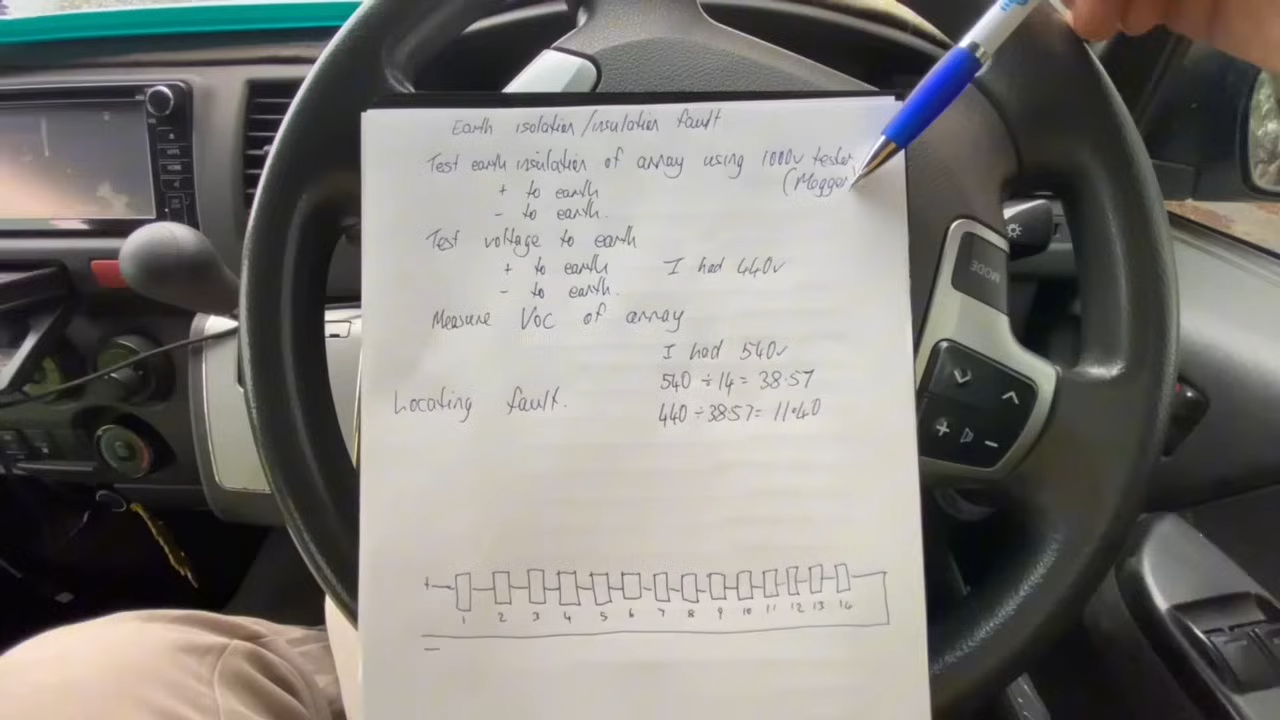 Earth isolation/insulation fault
Test earth insulation of array using 1000v tester
(Megger)
+ to earth
- to earth.
Test voltage to earth
+ to earth I had 440v
- to earth.
Measure Voc of array
I had 540v
540 ÷ 14 = 38.57
Locating fault.
440 ÷ 38.57 = 11.40
+
1 2 3 4 5 6 7 8 9 10 11 12 13 14
-
MODE
+ -